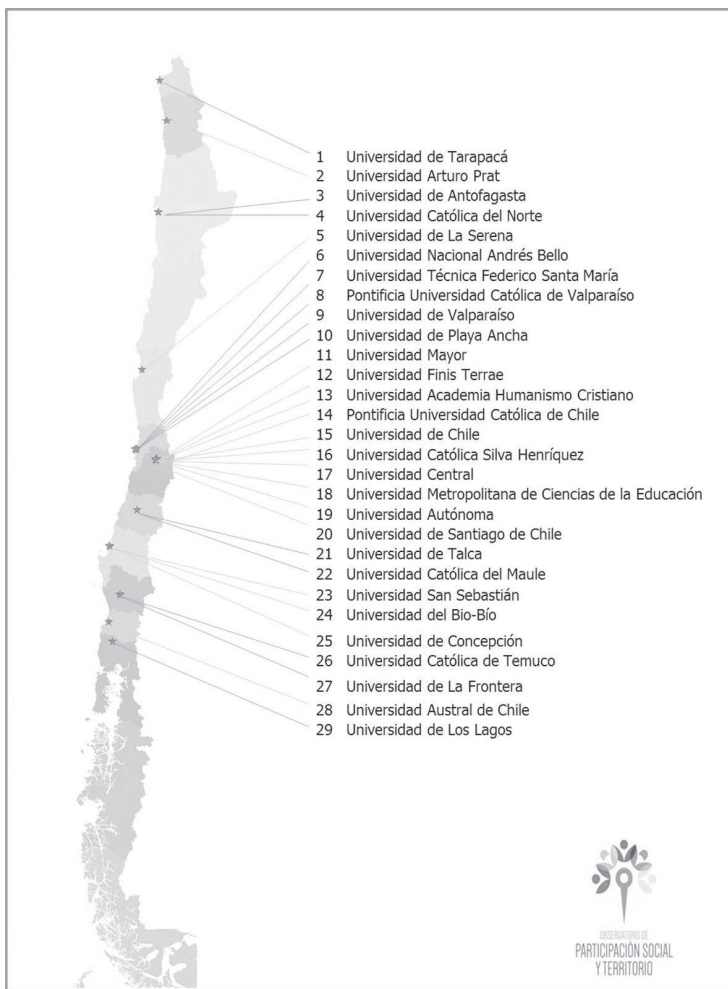 1 Universidad de Tarapacá
2 Universidad Arturo Prat
3 Universidad de Antofagasta
4 Universidad Católica del Norte
5 Universidad de La Serena
6 Universidad Nacional Andrés Bello
7 Universidad Técnica Federico Santa María
8 Pontificia Universidad Católica de Valparaíso
9 Universidad de Valparaíso
10 Universidad de Playa Ancha
11 Universidad Mayor
12 Universidad Finis Terrae
13 Universidad Academia Humanismo Cristiano
14 Pontificia Universidad Católica de Chile
15 Universidad de Chile
16 Universidad Católica Silva Henríquez
17 Universidad Central
18 Universidad Metropolitana de Ciencias de la Educación
19 Universidad Autónoma
20 Universidad de Santiago de Chile
21 Universidad de Talca
22 Universidad Católica del Maule
23 Universidad San Sebastián
24 Universidad del Bio-Bío
25 Universidad de Concepción
26 Universidad Católica de Temuco
27 Universidad de La Frontera
28 Universidad Austral de Chile
29 Universidad de Los Lagos
OBSERVATORIO DE
PARTICIPACIÓN SOCIAL
Y TERRITORIO